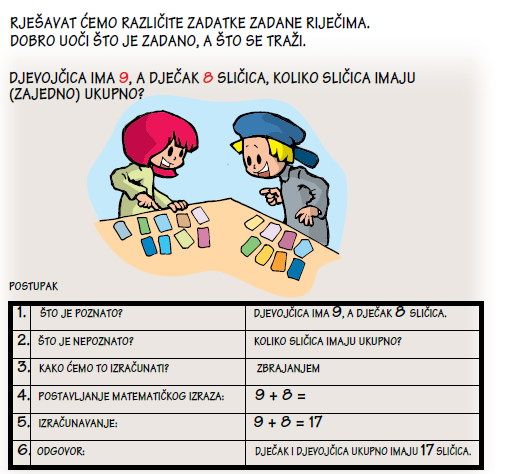 RJEŠAVAT ĆEMO RAZLIČITE ZADATKE ZADANE RIJEČIMA.
DOBRO UOČI ŠTO JE ZADANO, A ŠTO SE TRAŽI.
DJEVOJČICA IMA 9, A DJEČAK 8 SLIČICA, KOLIKO SLIČICA IMAJU
(ZAJEDNO) UKUPNO?
POSTUPAK
1. ŠTO JE POZNATO? DJEVOJČICA IMA 9, A DJEČAK 8 SLIČICA.
2. ŠTO JE NEPOZNATO? KOLIKO SLIČICA IMAJU UKUPNO?
3. KAKO ĆEMO TO IZRAČUNATI? ZBRAJANJEM
4. POSTAVLJANJE MATEMATIČKOG IZRAZA: 9 + 8 =
5. IZRAČUNAVANJE: 9 + 8 = 17
6. ODGOVOR: DJEČAK I DJEVOJČICA UKUPNO IMAJU 17 SLIČICA.